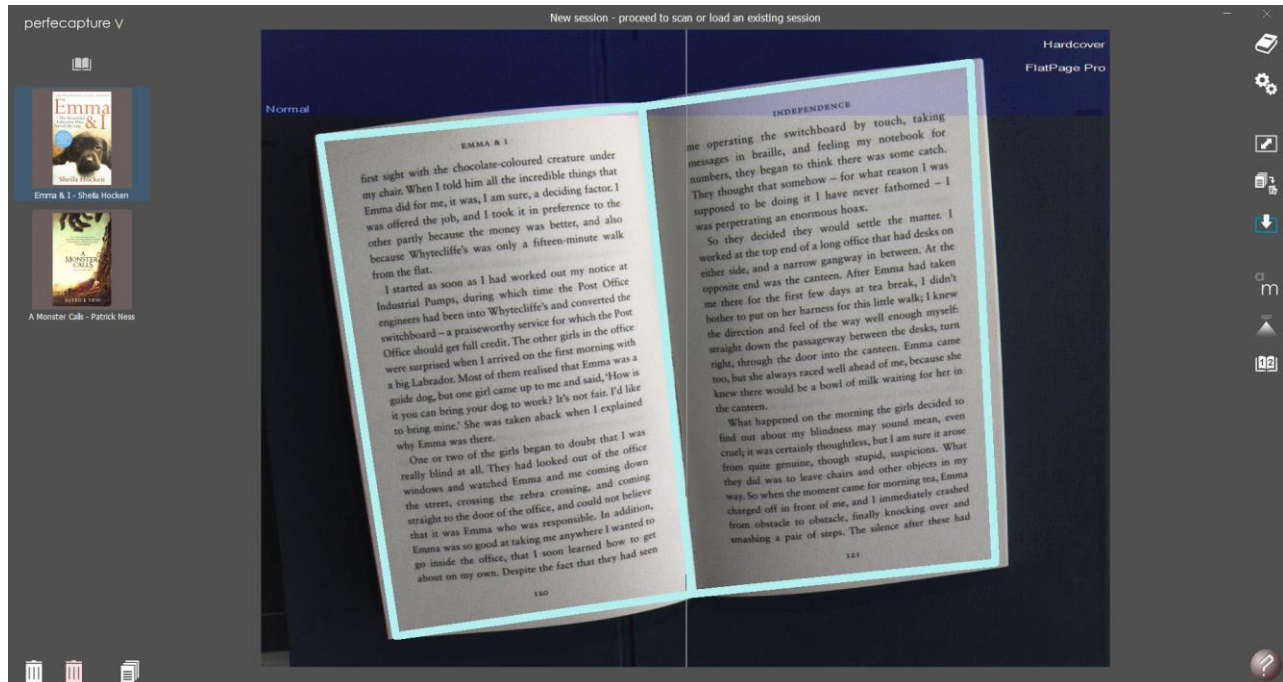 perfecapture V
New session - proceed to scan or load an existing session
Emma
& I
Sheila Hocken
Emma & I - Sheila Hocken
A
MONSTER
CALLS
PATRICK NESS
A Monster Calls - Patrick Ness
Normal
Hardcover
FlatPage Pro
EMMA & I
first sight with the chocolate-coloured creature under
my chair. When I told him all the incredible things that
Emma did for me, it was, I am sure, a deciding factor. I
was offered the job, and I took it in preference to the
other partly because the money was better, and also
because Whytecliffe's was only a fifteen-minute walk
from the flat.
I started as soon as I had worked out my notice at
Industrial Pumps, during which time the Post Office
engineers had been into Whytecliffe's and converted the
switchboard – a praiseworthy service for which the Post
Office should get full credit. The other girls in the office
were surprised when I arrived on the first morning with
a big Labrador. Most of them realised that Emma was a
guide dog, but one girl came up to me and said, 'How is
it you can bring your dog to work? It's not fair. I'd like
to bring mine.' She was taken aback when I explained
why Emma was there.
One or two of the girls began to doubt that I was
really blind at all. They had looked out of the office
windows and watched Emma and me coming down
the street, crossing the zebra crossing, and coming
straight to the door of the office, and could not believe
that it was Emma who was responsible. In addition,
Emma was so good at taking me anywhere I wanted to
go inside the office, that I soon learned how to get
about on my own. Despite the fact that they had seen
120
INDEPENDENCE
me operating the switchboard by touch, taking
messages in braille, and feeling my notebook for
numbers, they began to think there was some catch.
They thought that somehow – for what reason I was
supposed to be doing it I have never fathomed – I
was perpetrating an enormous hoax.
So they decided they would settle the matter. I
worked at the top end of a long office that had desks on
either side, and a narrow gangway in between. At the
opposite end was the canteen. After Emma had taken
me there for the first few days at tea break, I didn't
bother to put on her harness for this little walk; I knew
the direction and feel of the way well enough myself:
straight down the passageway between the desks, turn
right, through the door into the canteen. Emma came
too, but she always raced well ahead of me, because she
knew there would be a bowl of milk waiting for her in
the canteen.
What happened on the morning the girls decided to
find out about my blindness may sound mean, even
cruel; it was certainly thoughtless, but I am sure it arose
from quite genuine, though stupid, suspicions. What
they did was to leave chairs and other objects in my
way. So when the moment came for morning tea, Emma
charged off in front of me, and I immediately crashed
from obstacle to obstacle, finally knocking over and
smashing a pair of steps. The silence after these had
121
a
m
1 2
?